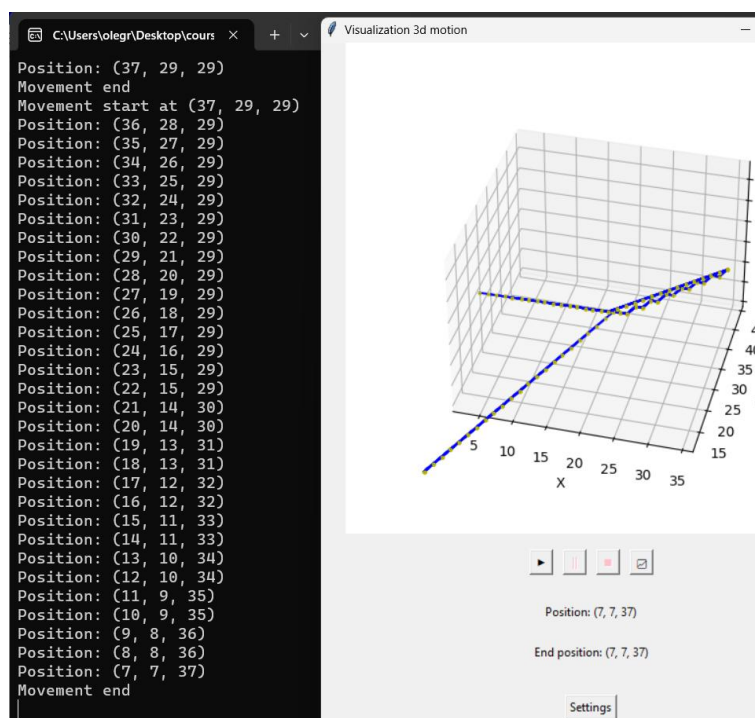 C:\Users\olegr\Desktop\cours
Position: (37, 29, 29)
Movement end
Movement start at (37, 29, 29)
Position: (36, 28, 29)
Position: (35, 27, 29)
Position: (34, 26, 29)
Position: (33, 25, 29)
Position: (32, 24, 29)
Position: (31, 23, 29)
Position: (30, 22, 29)
Position: (29, 21, 29)
Position: (28, 20, 29)
Position: (27, 19, 29)
Position: (26, 18, 29)
Position: (25, 17, 29)
Position: (24, 16, 29)
Position: (23, 15, 29)
Position: (22, 15, 29)
Position: (21, 14, 30)
Position: (20, 14, 30)
Position: (19, 13, 31)
Position: (18, 13, 31)
Position: (17, 12, 32)
Position: (16, 12, 32)
Position: (15, 11, 33)
Position: (14, 11, 33)
Position: (13, 10, 34)
Position: (12, 10, 34)
Position: (11, 9, 35)
Position: (10, 9, 35)
Position: (9, 8, 36)
Position: (8, 8, 36)
Position: (7, 7, 37)
Movement end
Visualization 3d motion
5 10 15 20 25 30 35
X
15 20 25 30 35
Position: (7, 7, 37)
End position: (7, 7, 37)
Settings